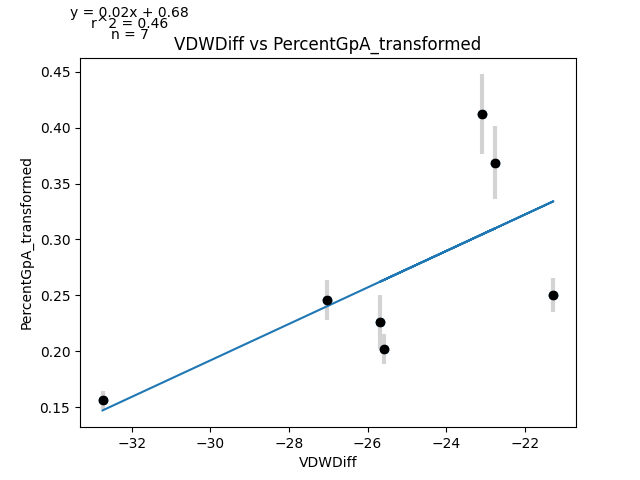 y = 0.02x + 0.68
r^2 = 0.46
n = 7
VDWDiff vs PercentGpA_transformed
PercentGpA_transformed
0.45
0.40
0.35
0.30
0.25
0.20
0.15
−32
−30
−28
−26
−24
−22
VDWDiff